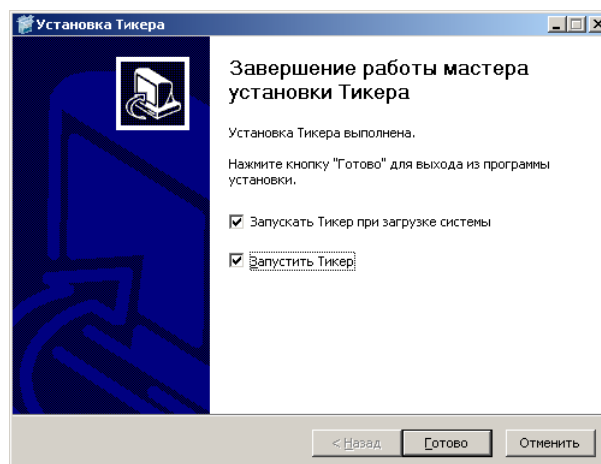 Установка Тикера
Завершение работы мастера
установки Тикера
Установка Тикера выполнена.
Нажмите кнопку "Готово" для выхода из программы
установки.
Запускать Тикер при загрузке системы
Запустить Тикер
< Назад
Готово
Отменить